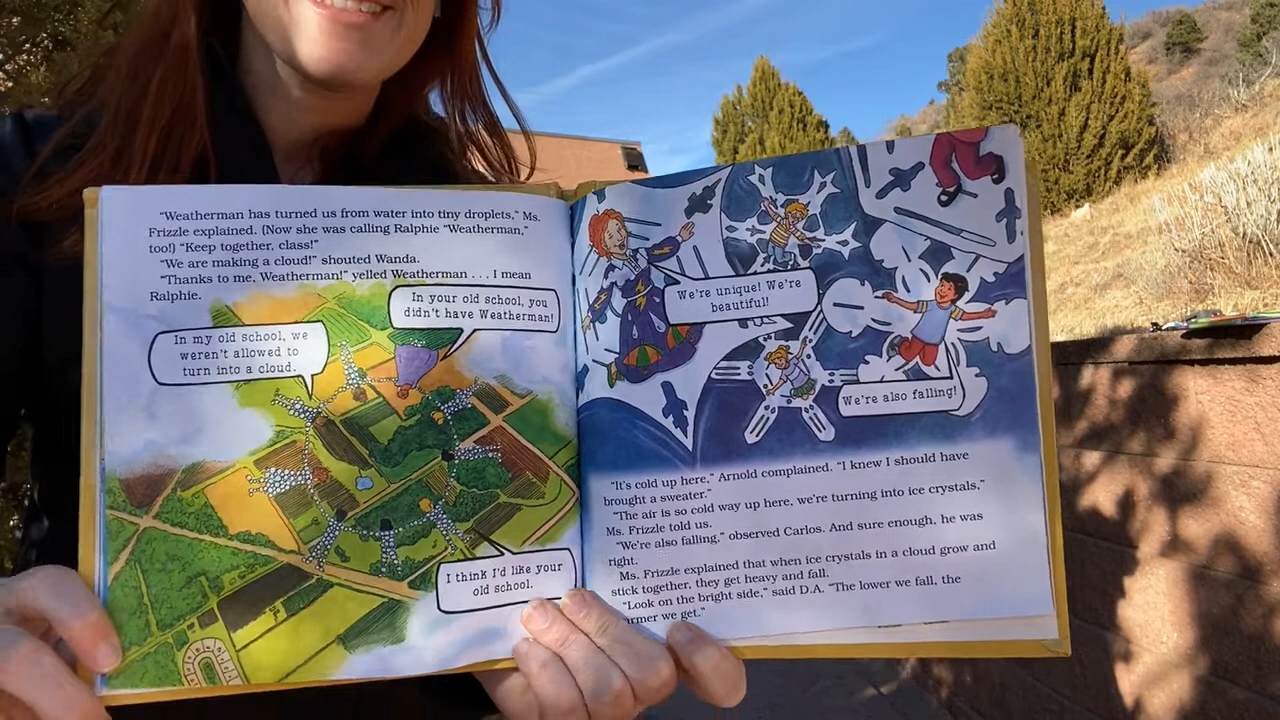 "Weatherman has turned us from water into tiny droplets," Ms.
Frizzle explained. (Now she was calling Ralphie "Weatherman,"
too!) "Keep together, class!"
"We are making a cloud!" shouted Wanda.
"Thanks to me, Weatherman!" yelled Weatherman . . . I mean
Ralphie.
In your old school, you
didn't have Weatherman!
In my old school, we
weren't allowed to
turn into a cloud.
I think I'd like your
old school.
We're unique! We're
beautiful!
We're also falling!
"It's cold up here," Arnold complained. "I knew I should have
brought a sweater."
"The air is so cold way up here, we're turning into ice crystals,"
Ms. Frizzle told us.
"We're also falling," observed Carlos. And sure enough, he was
right.
Ms. Frizzle explained that when ice crystals in a cloud grow and
stick together, they get heavy and fall.
"Look on the bright side," said D.A. "The lower we fall, the
armer we get."